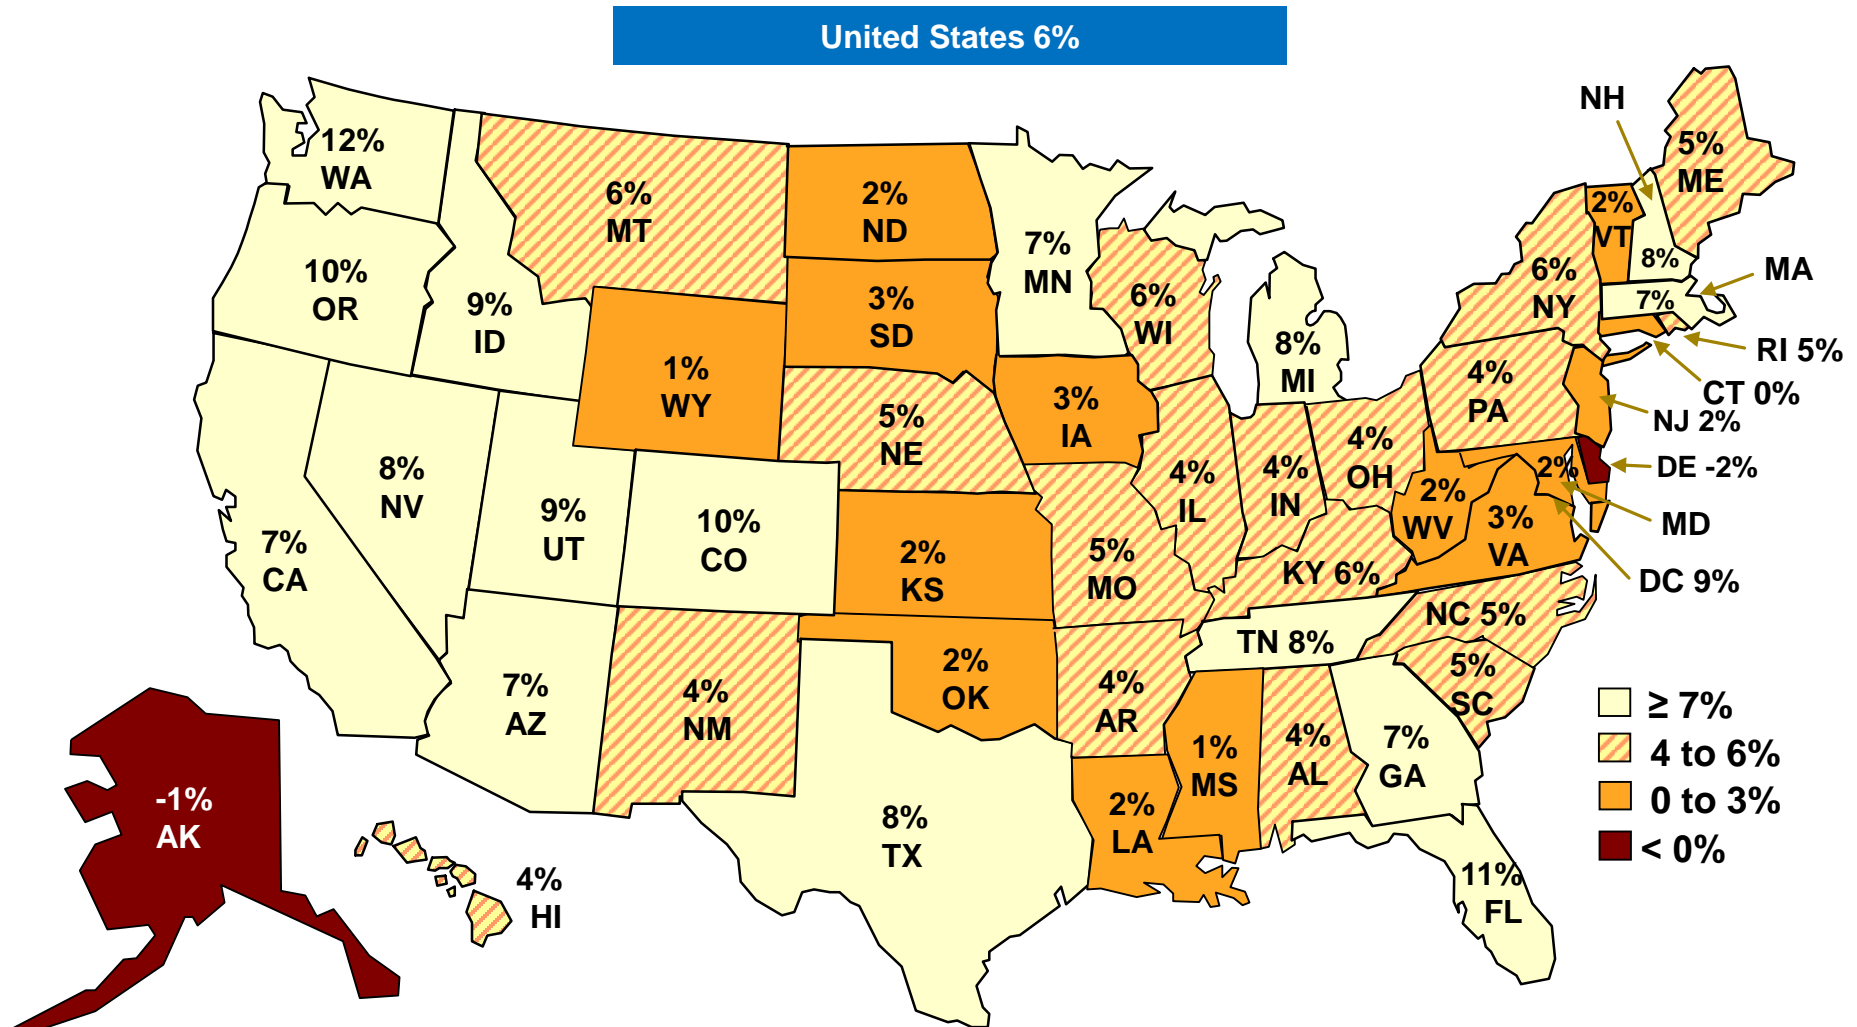 United States 6%
NH
12%
WA
5%
ME
6%
MT
2%
ND
2%
VT
7%
MN
8%
10%
OR
6%
NY
MA
9%
ID
3%
SD
6%
WI
7%
8%
MI
RI 5%
1%
WY
4%
PA
CT 0%
3%
IA
NJ 2%
5%
NE
4%
OH
8%
NV
4%
IL
4%
IN
2%
DE -2%
2%
WV
9%
UT
10%
CO
3%
VA
MD
7%
CA
2%
KS
5%
MO
KY 6%
DC 9%
NC 5%
TN 8%
2%
OK
5%
SC
7%
AZ
4%
NM
4%
AR
≥ 7%
1%
MS
4%
AL
7%
GA
4 to 6%
-1%
AK
8%
TX
2%
LA
0 to 3%
< 0%
4%
HI
11%
FL